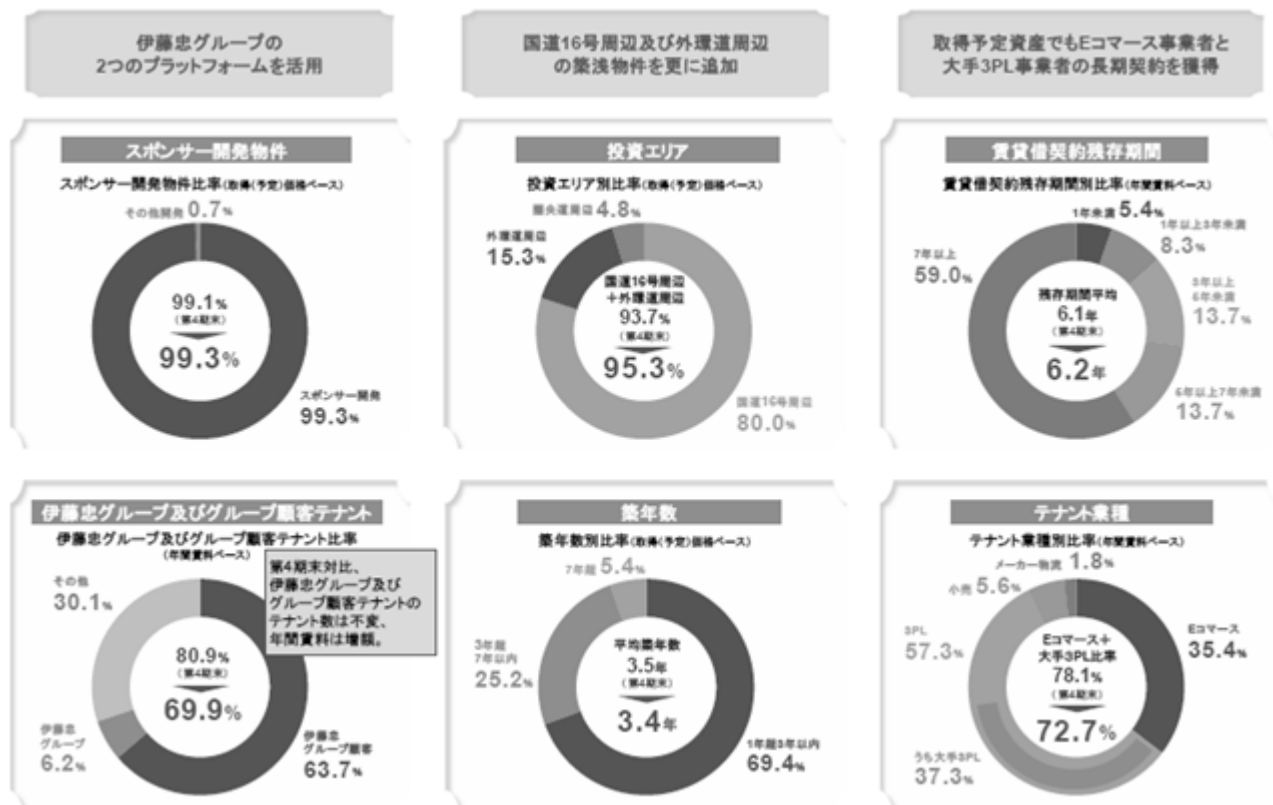 伊藤忠グループの
2つのプラットフォームを活用
国道16号周辺及び外環道周辺
の築浅物件を更に追加
取得予定資産でもEコマース事業者と
大手3PL事業者の長期契約を獲得
スポンサー開発物件
スポンサー開発物件比率(取得(予定)価格ベース)
その他開発 0.7%
99.1%
(第4期末)
99.3%
スポンサー開発
99.3%
投資エリア
投資エリア別比率(取得(予定)価格ベース)
圏央道周辺 4.8%
外環道周辺
15.3%
国道16号周辺
+外環道周辺
93.7%
(第4期末)
95.3%
国道16号周辺
80.0%
賃貸借契約残存期間
賃貸借契約残存期間別比率(年間賃料ベース)
1年未満 5.4%
1年以上3年未満
8.3%
7年以上
59.0%
残存期間平均
6.1年
(第4期末)
6.2年
13.7%
13.7%
伊藤忠グループ及びグループ顧客テナント
伊藤忠グループ及びグループ顧客テナント比率
(年間賃料ベース)
第4期末対比、
伊藤忠グループ及び
グループ顧客テナントの
テナント数は不変、
年間賃料は増額。
その他
30.1%
80.9%
(第4期末)
69.9%
伊藤忠
グループ
6.2%
伊藤忠
グループ顧客
63.7%
築年数
築年数別比率(取得(予定)価格ベース)
7年超 5.4%
3年超
7年以内
25.2%
平均築年数
3.5年
(第4期末)
3.4年
1年超3年以内
69.4%
テナント業種
テナント業種別比率(年間賃料ベース)
メーカー物流 1.8%
小売 5.6%
3PL
57.3%
Eコマース+
大手3PL比率
78.1%
(第4期末)
72.7%
Eコマース
35.4%
うち大手3PL
37.3%